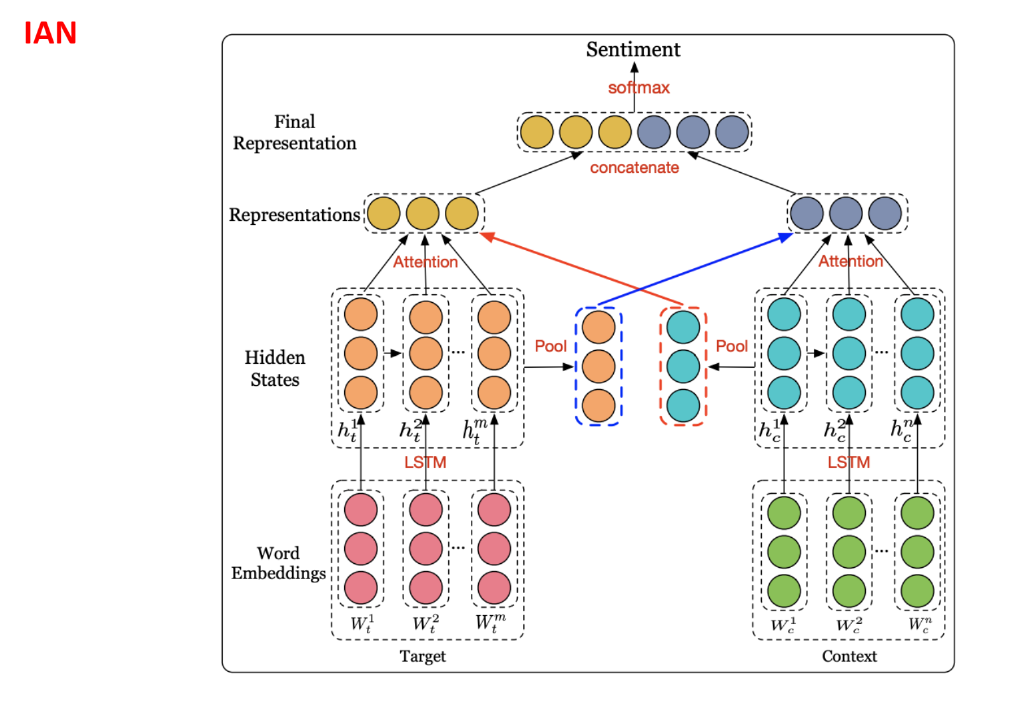 IAN
Sentiment
softmax
Final
Representation
concatenate
Representations
Attention
Attention
Hidden
States
Pool
Pool
h_t^1 h_t^2 h_t^m
h_c^1 h_c^2 h_c^n
...
...
LSTM
LSTM
Word
Embeddings
...
...
W_t^1 W_t^2 W_t^m
W_c^1 W_c^2 W_c^n
Target
Context